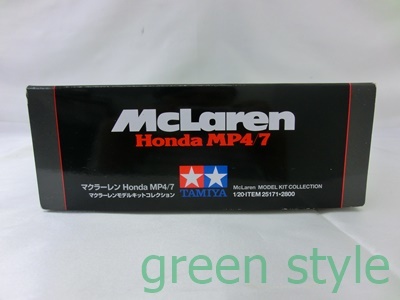 McLaren
Honda MP4/7
マクラーレン Honda MP4/7
マクラーレンモデルキットコレクション
TAMIYA
McLaren MODEL KIT COLLECTION
1/20・ITEM 25171・2800
green style